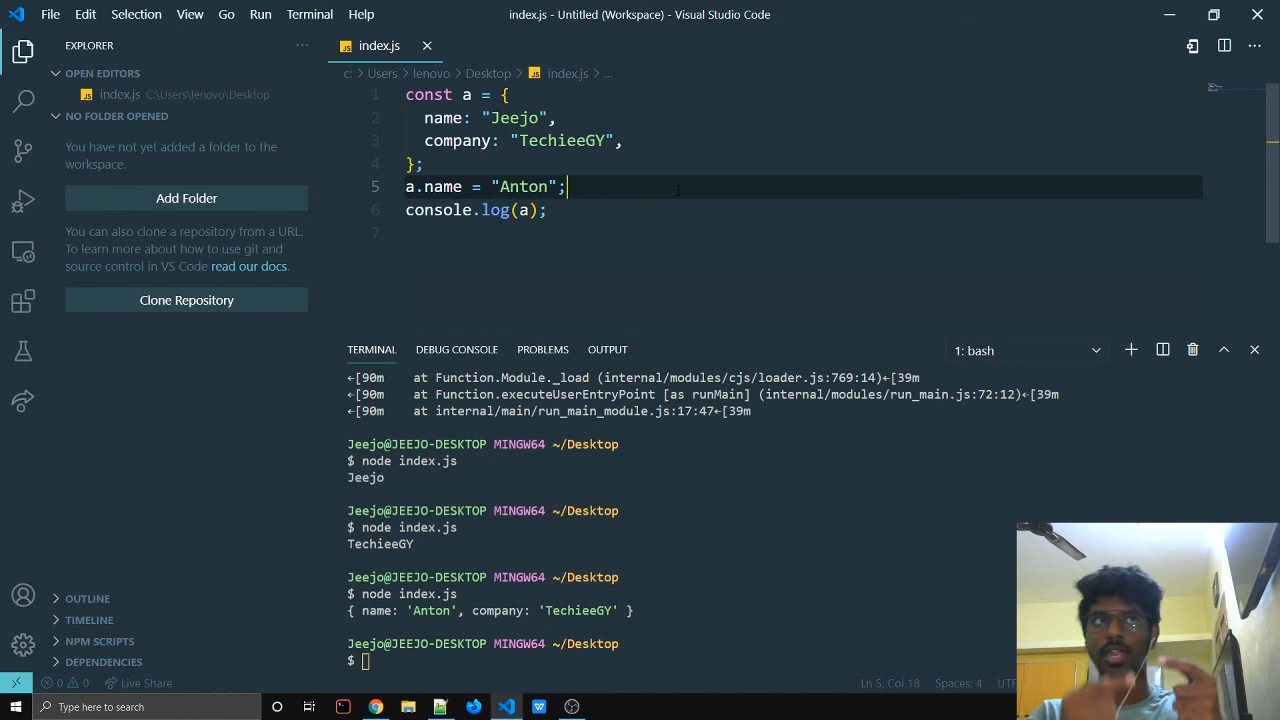 File Edit Selection View Go Run Terminal Help
index.js - Untitled (Workspace) - Visual Studio Code
EXPLORER
OPEN EDITORS
JS index.js C:\Users\lenovo\Desktop
NO FOLDER OPENED
You have not yet added a folder to the
workspace.
Add Folder
You can also clone a repository from a URL.
To learn more about how to use git and
source control in VS Code read our docs.
Clone Repository
OUTLINE
TIMELINE
NPM SCRIPTS
DEPENDENCIES
JS index.js
c: > Users > lenovo > Desktop > JS index.js > ...
1 const a = {
2 name: "Jeejo",
3 company: "TechieeGY",
4 };
5 a.name = "Anton";
6 console.log(a);
7
TERMINAL DEBUG CONSOLE PROBLEMS OUTPUT
1: bash
←[90m    at Function.Module._load (internal/modules/cjs/loader.js:769:14)←[39m
←[90m    at Function.executeUserEntryPoint [as runMain] (internal/modules/run_main.js:72:12)←[39m
←[90m    at internal/main/run_main_module.js:17:47←[39m
Jeejo@JEEJO-DESKTOP MINGW64 ~/Desktop
$ node index.js
Jeejo
Jeejo@JEEJO-DESKTOP MINGW64 ~/Desktop
$ node index.js
TechieeGY
Jeejo@JEEJO-DESKTOP MINGW64 ~/Desktop
$ node index.js
{ name: 'Anton', company: 'TechieeGY' }
Jeejo@JEEJO-DESKTOP MINGW64 ~/Desktop
$
0 0 Live Share
Ln 5, Col 18 Spaces: 4 UTF
Type here to search